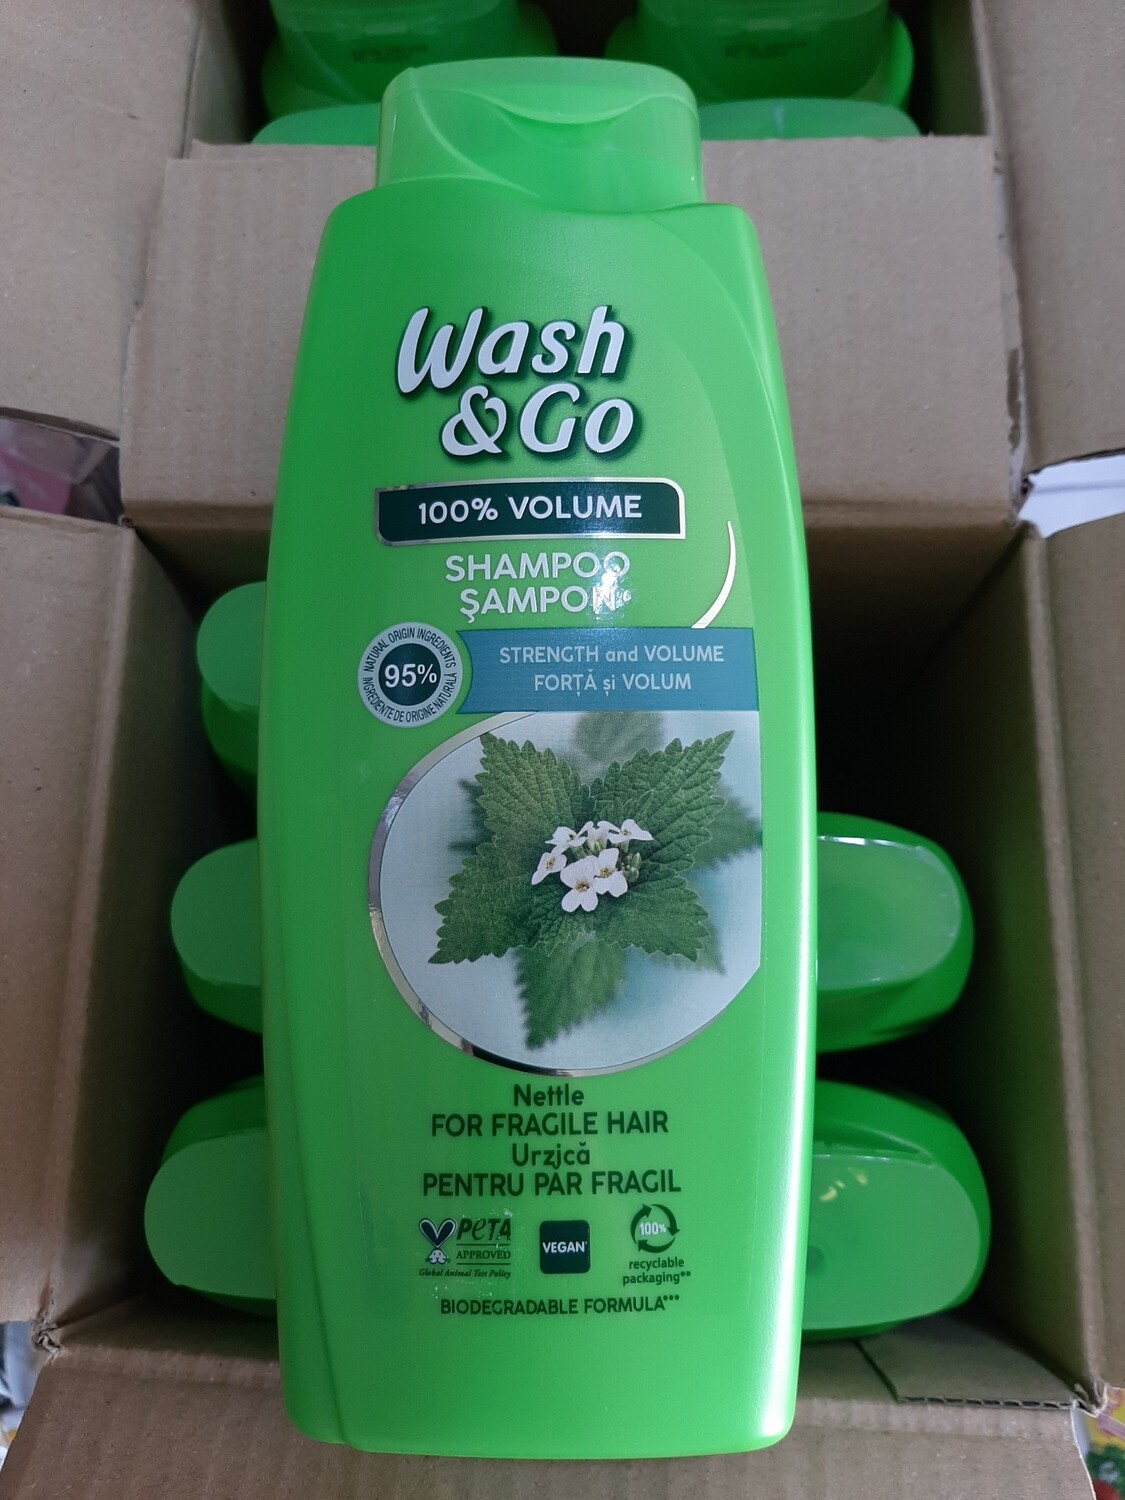 Wash
&Go
100% VOLUME
SHAMPOO
ŞAMPON
NATURAL ORIGIN INGREDIENTS
95%
INGREDIENTE DE ORIGINE NATURALĂ
STRENGTH and VOLUME
FORȚĂ și VOLUM
Nettle
FOR FRAGILE HAIR
Urzică
PENTRU PĂR FRAGIL
PETA
APPROVED
Global Animal Test Policy
VEGAN*
100%
recyclable
packaging**
BIODEGRADABLE FORMULA***